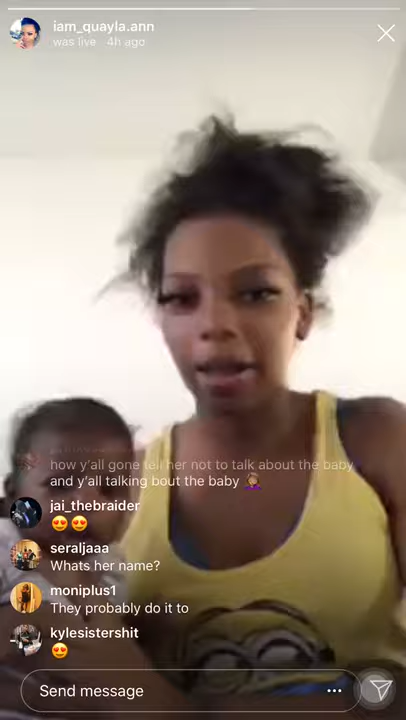 iam_quayla.ann
was live 4h ago
how y'all gone tell her not to talk about the baby
and y'all talking bout the baby 🤦🏽‍♀️
jai_thebraider
😍😍
seraljaaa
Whats her name?
moniplus1
They probably do it to
kylesistershit
😍
Send message